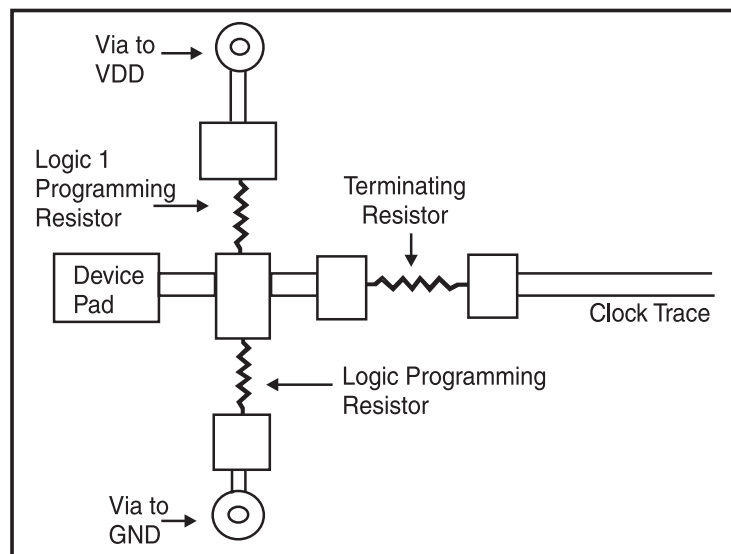 Via to
VDD
Logic 1
Programming
Resistor
Terminating
Resistor
Device
Pad
Clock Trace
Logic Programming
Resistor
Via to
GND